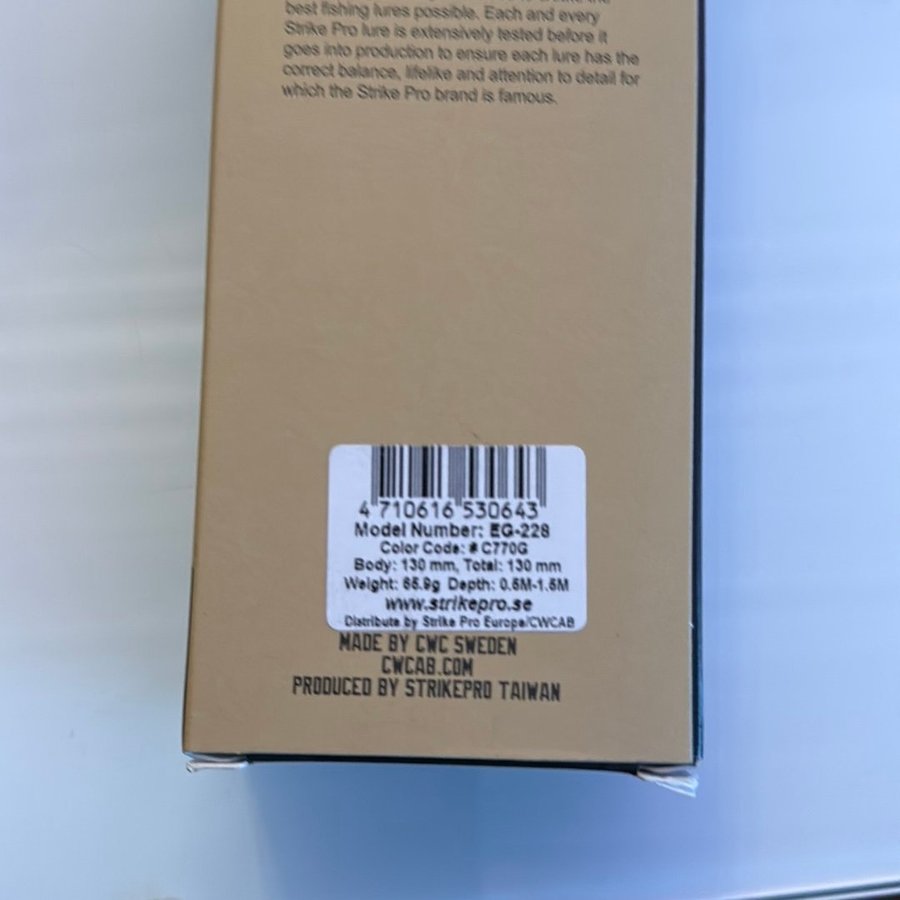 best fishing lures possible. Each and every
Strike Pro lure is extensively tested before it
goes into production to ensure each lure has the
correct balance, lifelike and attention to detail for
which the Strike Pro brand is famous.
4 710616 530643
Model Number: EG-228
Color Code: # C770G
Body: 130 mm, Total: 130 mm
Weight: Depth: 0.5M-1.5M
www.strikepro.se
Distribute by Strike Pro Europe/CWCAB
MADE BY CWC SWEDEN
CWCAB.COM
PRODUCED BY STRIKEPRO TAIWAN